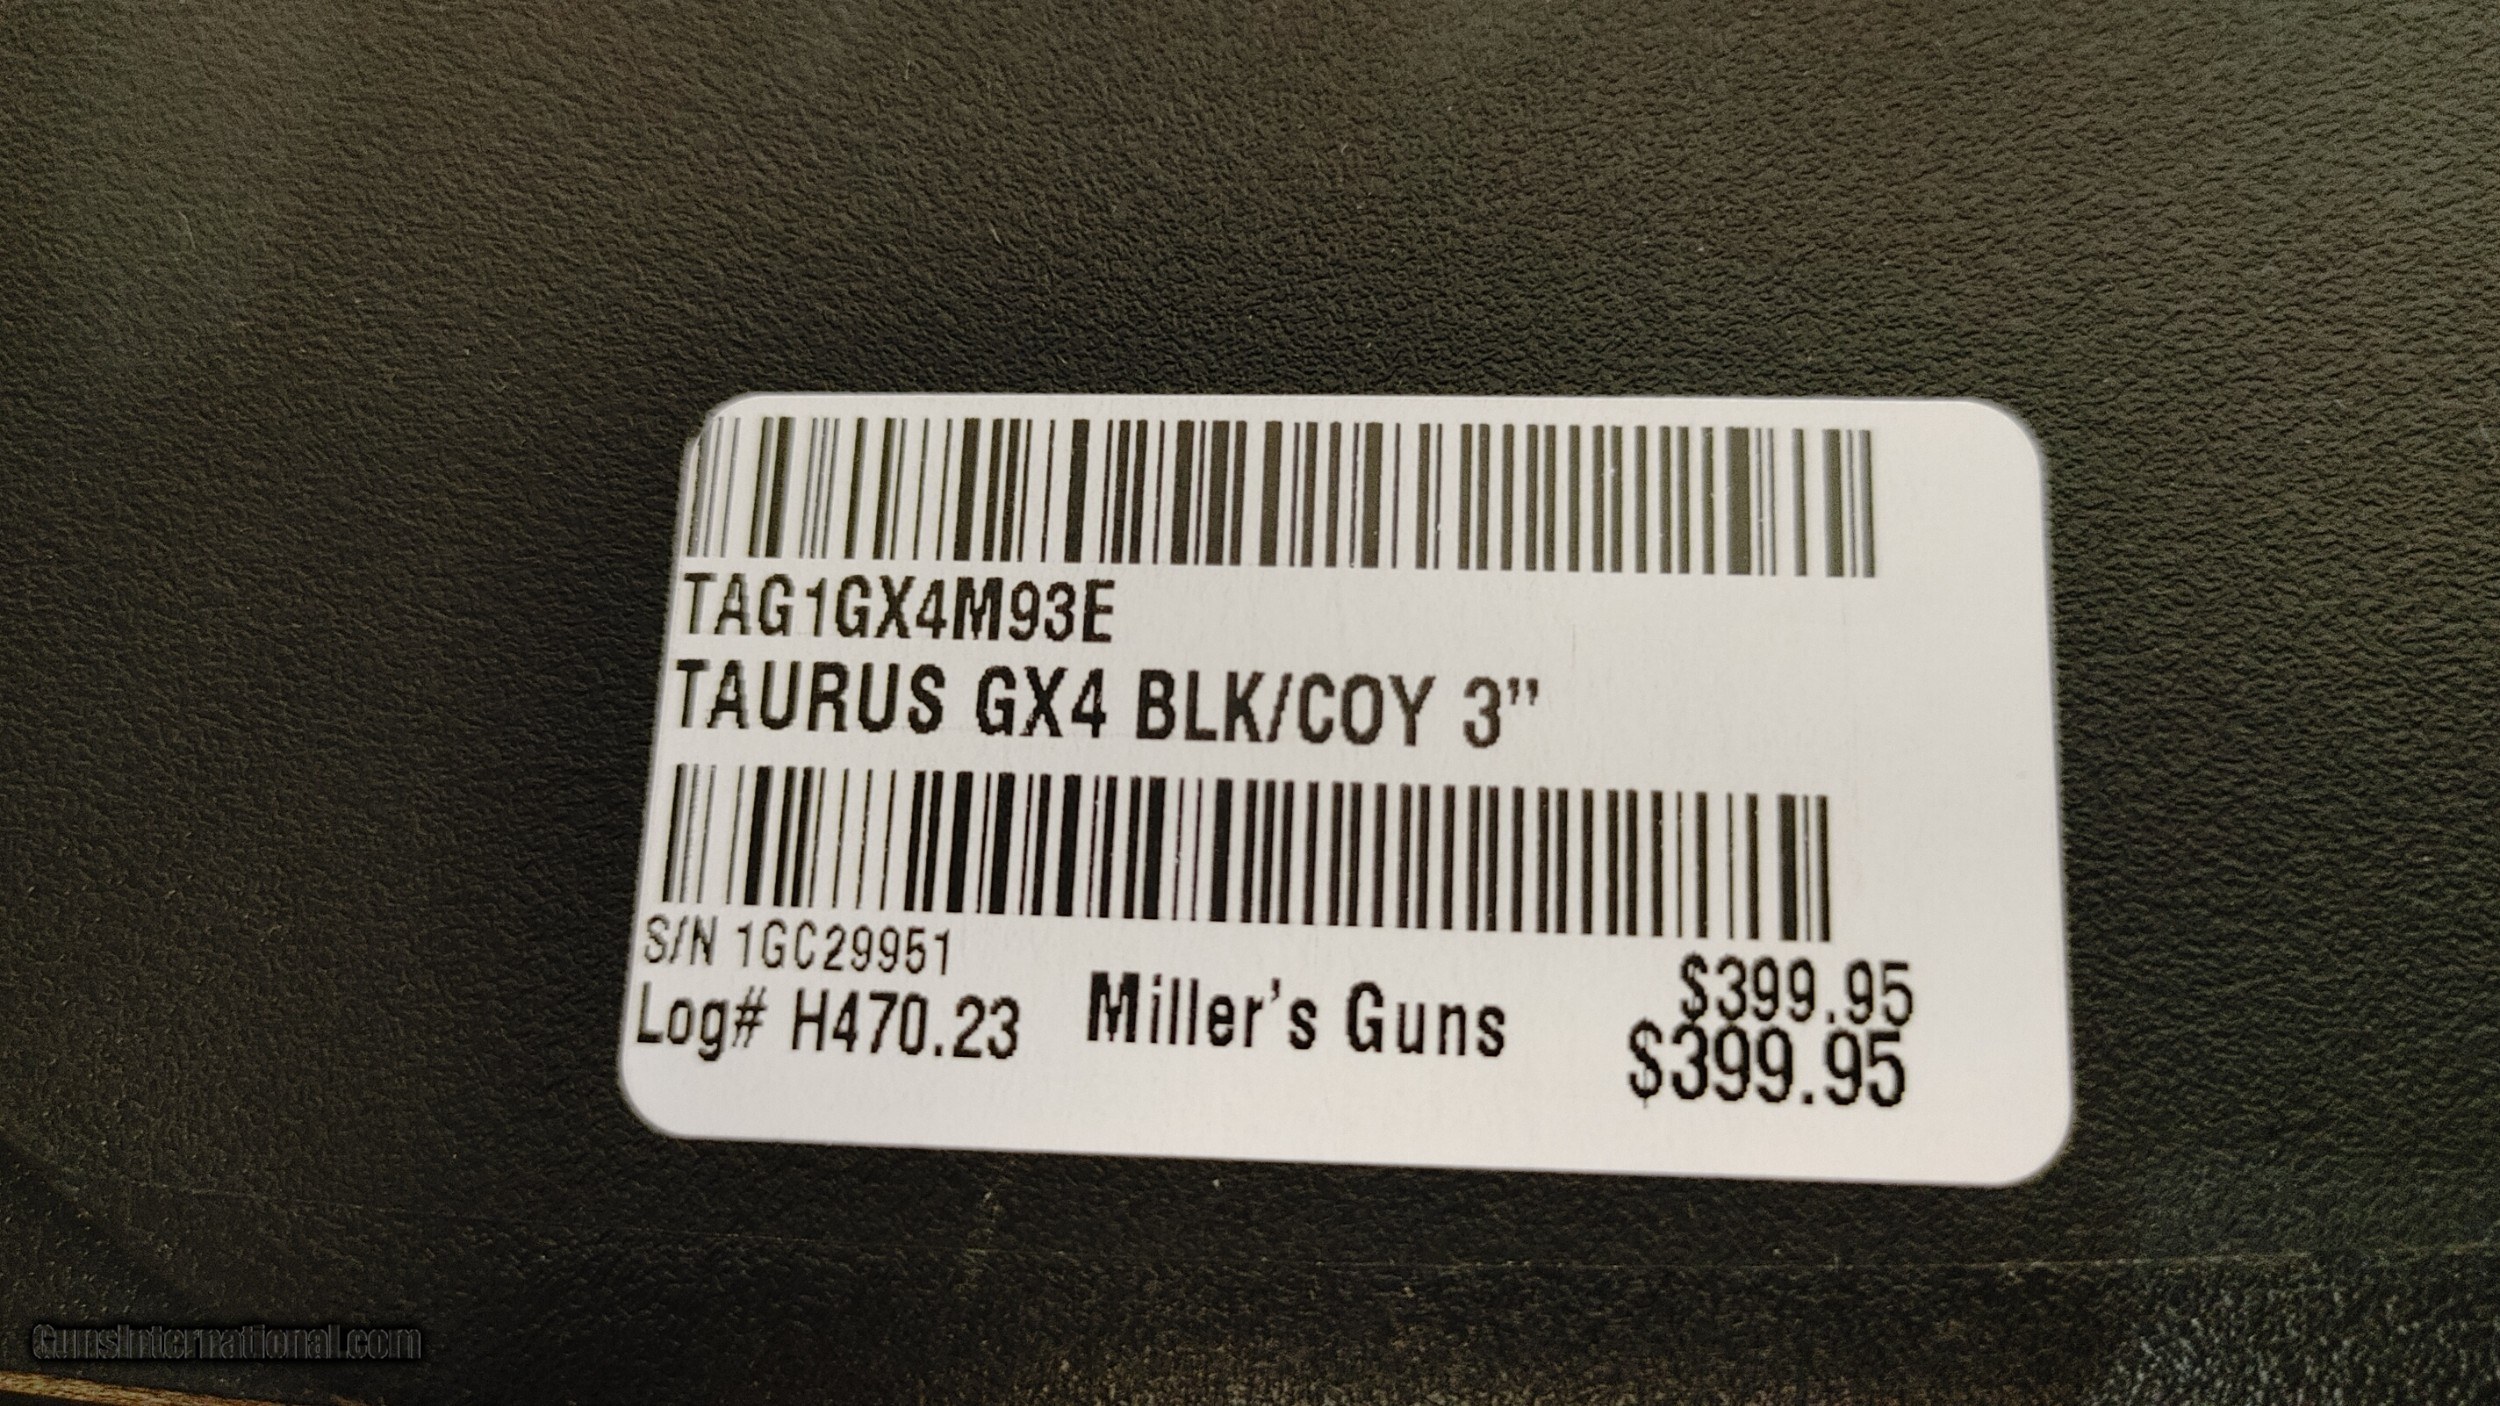 TAG1GX4M93E
TAURUS GX4 BLK/COY 3"
S/N 1GC29951
$399.95
Log# H470.23 Miller's Guns
$399.95
GunsInternational.com